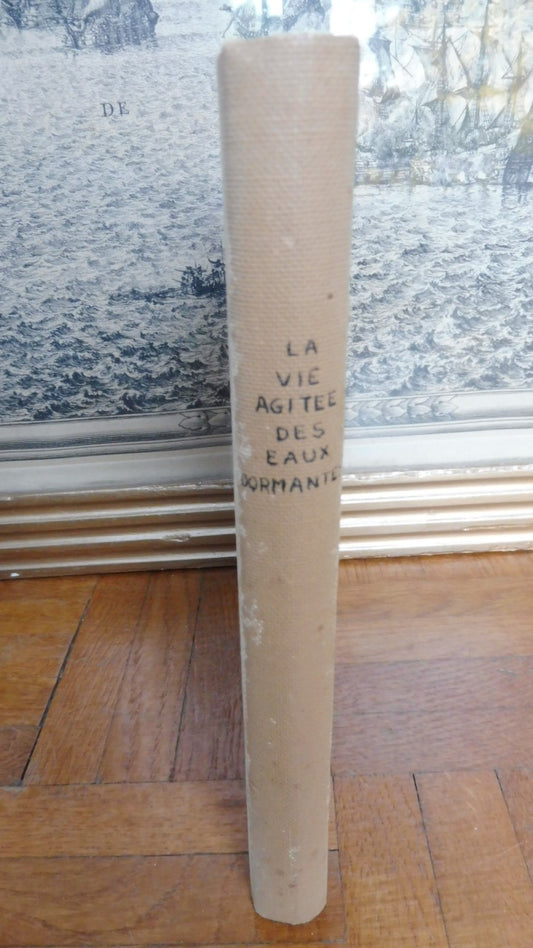 DE
LA
VIE
AGITEE
DES
EAUX
DORMANTE